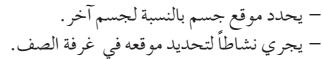 – يحدد موقع جسم بالنسبة لجسم آخر.
– يجري نشاطاً لتحديد موقعه في غرفة الصف.